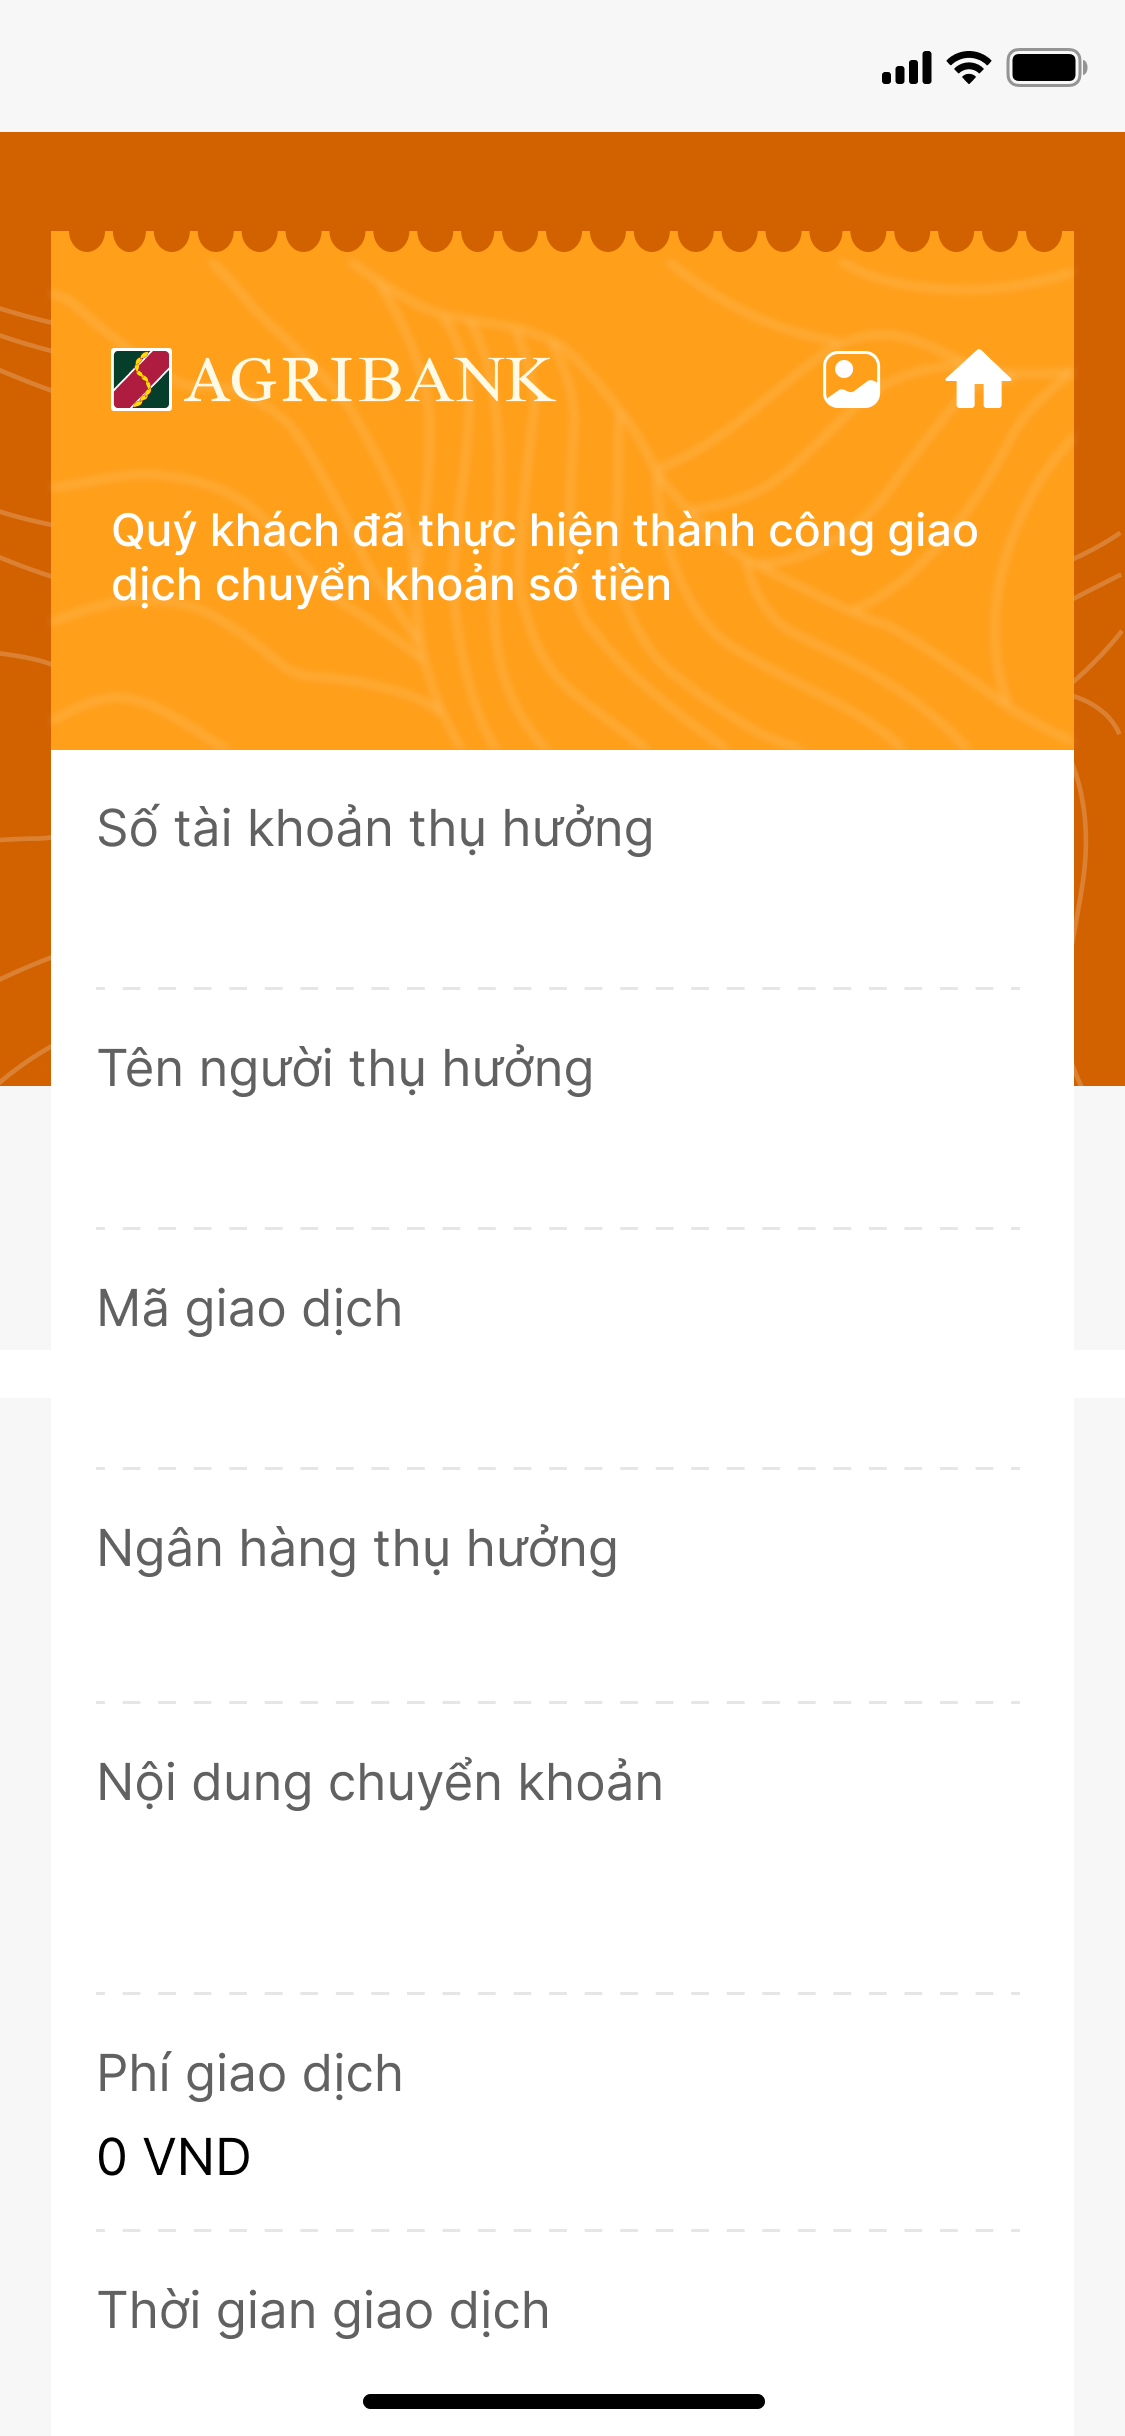 AGRIBANK
Quý khách đã thực hiện thành công giao
dịch chuyển khoản số tiền
Số tài khoản thụ hưởng
Tên người thụ hưởng
Mã giao dịch
Ngân hàng thụ hưởng
Nội dung chuyển khoản
Phí giao dịch
0 VND
Thời gian giao dịch